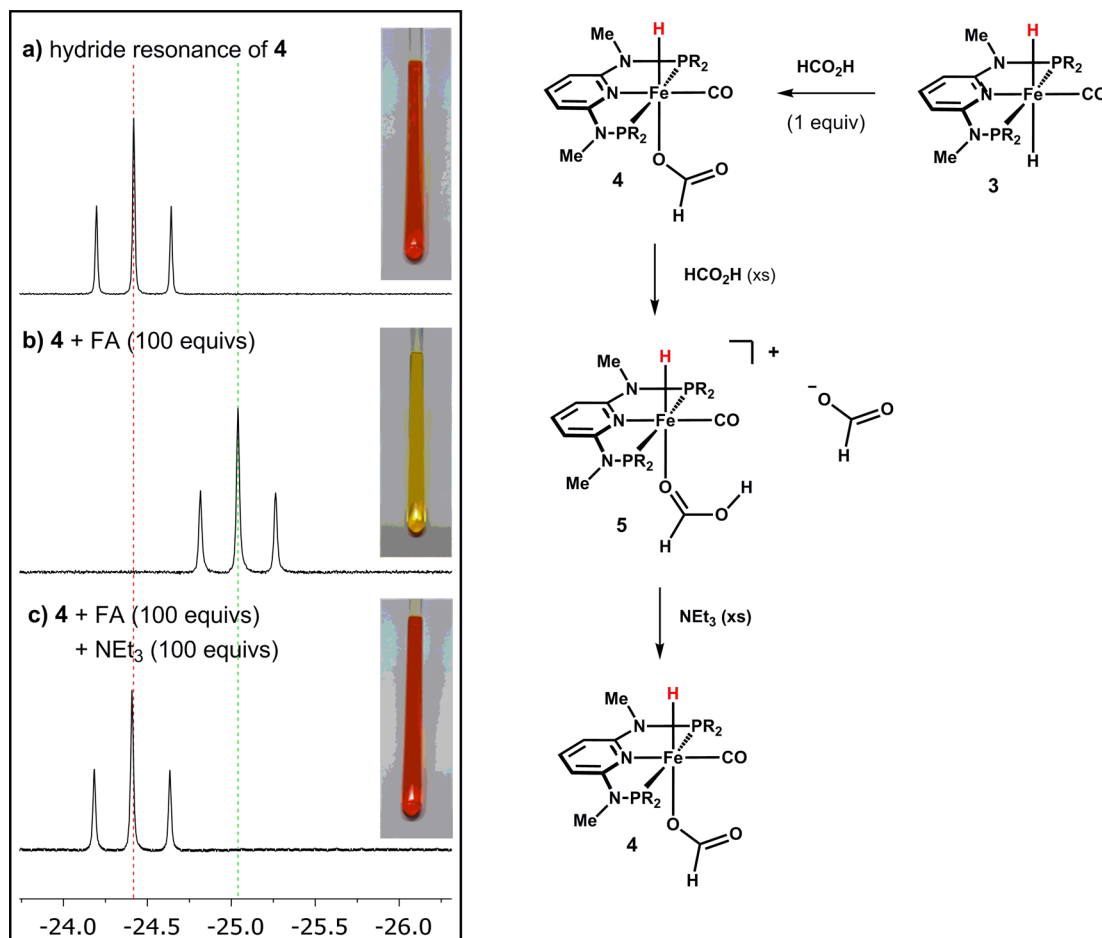 a) hydride resonance of 4
b) 4 + FA (100 equivs)
c) 4 + FA (100 equivs)
+ NEt₃ (100 equivs)
-24.0 -24.5 -25.0 -25.5 -26.0
H
Me
N
PR₂
N
Fe
CO
N-PR₂
Me
O
O
H
4
HCO₂H
(1 equiv)
H
Me
N
PR₂
N
Fe
CO
N-PR₂
Me
H
3
HCO₂H (xs)
H
Me
N
PR₂
N
Fe
CO
N-PR₂
Me
O
H
O
H
5
+
−
O
O
H
NEt₃ (xs)
H
Me
N
PR₂
N
Fe
CO
N-PR₂
Me
O
O
H
4